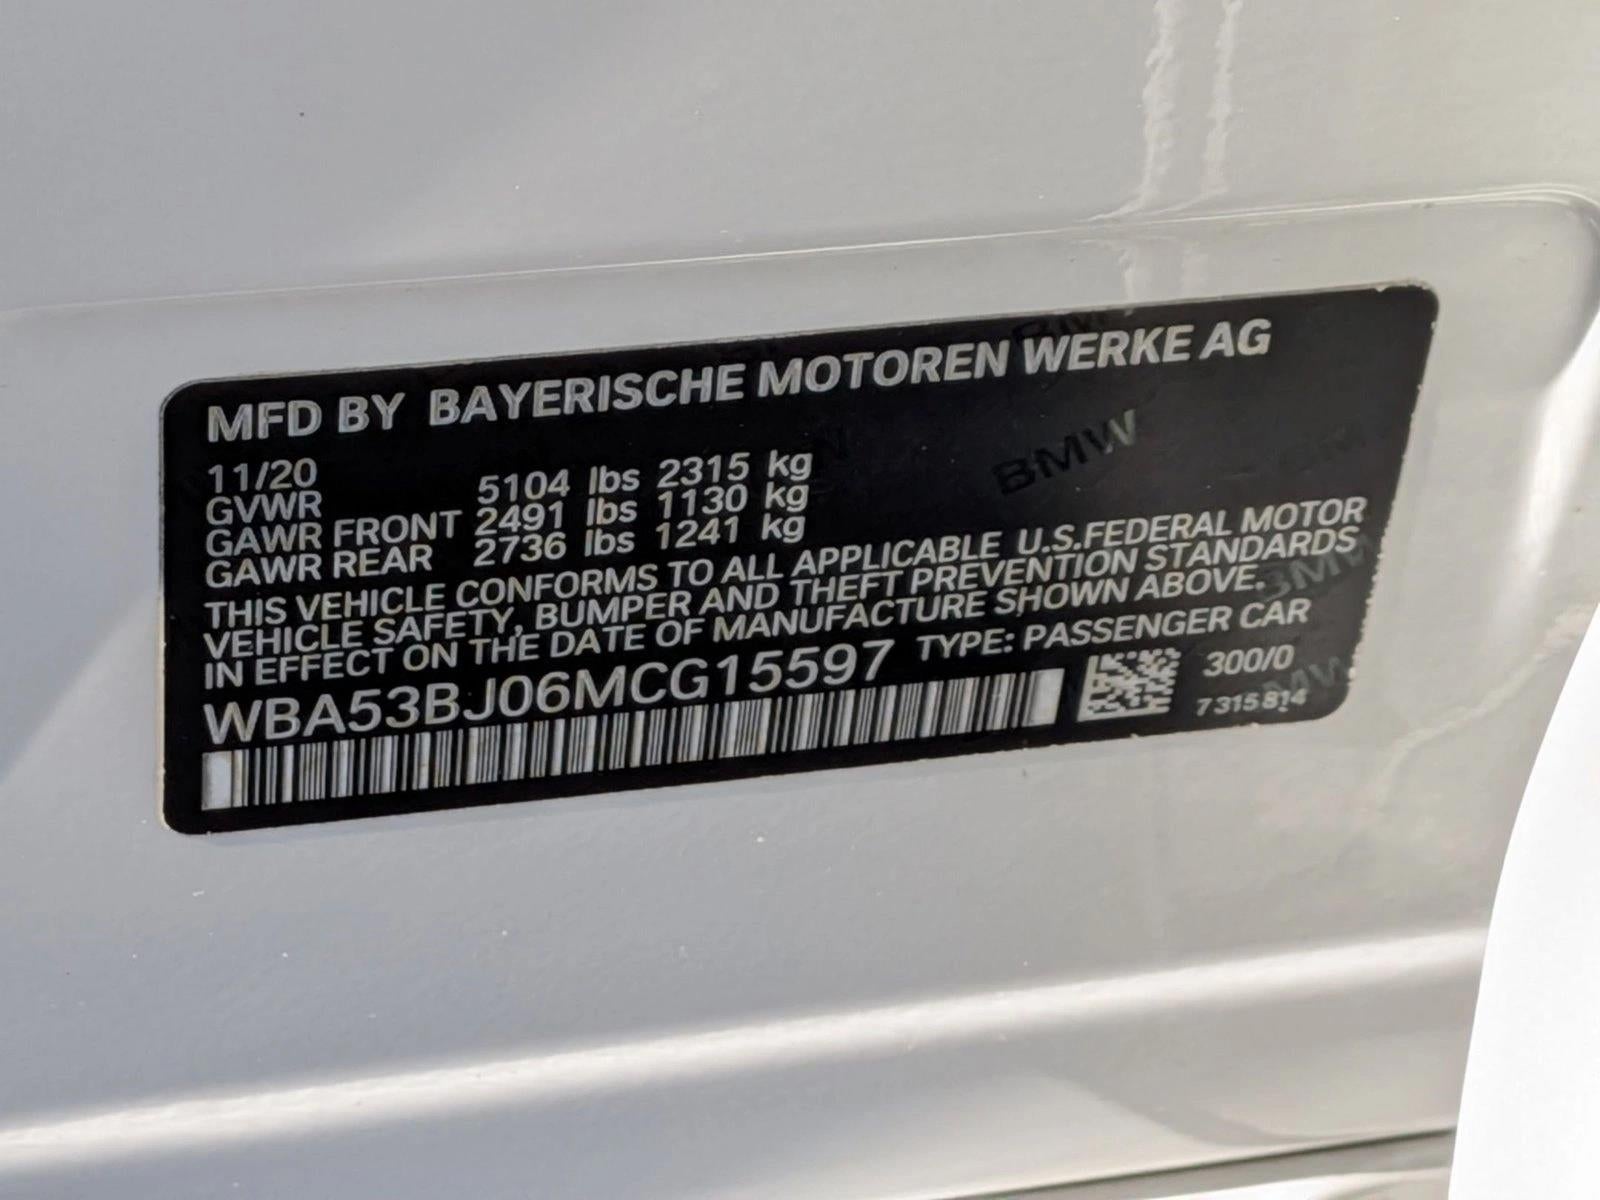 MFD BY BAYERISCHE MOTOREN WERKE AG
11/20
GVWR 5104 lbs 2315 kg
GAWR FRONT 2491 lbs 1130 kg
GAWR REAR 2736 lbs 1241 kg
THIS VEHICLE CONFORMS TO ALL APPLICABLE U.S.FEDERAL MOTOR
VEHICLE SAFETY, BUMPER AND THEFT PREVENTION STANDARDS
IN EFFECT ON THE DATE OF MANUFACTURE SHOWN ABOVE.
WBA53BJ06MCG15597 TYPE: PASSENGER CAR
300/0
7315814
BMW
BMW